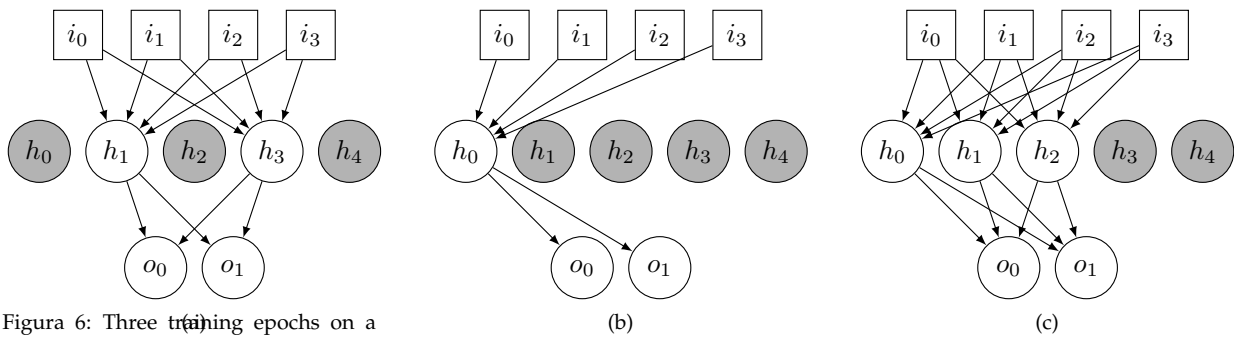 i0 i1 i2 i3
h0 h1 h2 h3 h4
o0 o1
Figura 6: Three training epochs on a
(a)
i0 i1 i2 i3
h0 h1 h2 h3 h4
o0 o1
(b)
i0 i1 i2 i3
h0 h1 h2 h3 h4
o0 o1
(c)